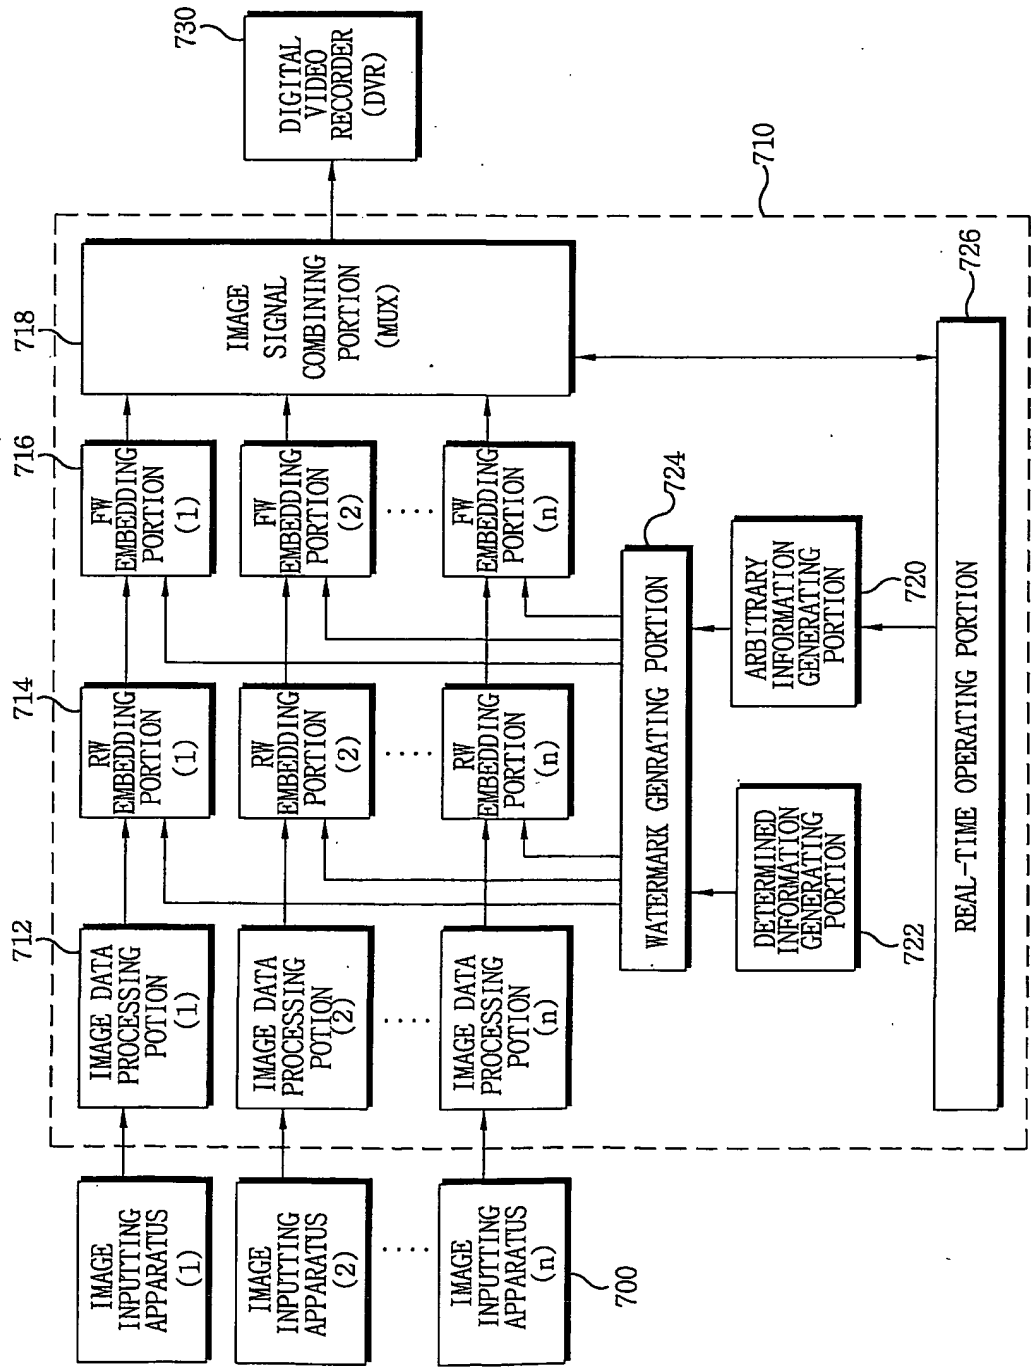 IMAGE
INPUTTING
APPARATUS
(1)
IMAGE
INPUTTING
APPARATUS
(2)
....
IMAGE
INPUTTING
APPARATUS
(n)
700
712
IMAGE DATA
PROCESSING
POTION
(1)
IMAGE DATA
PROCESSING
POTION
(2)
....
IMAGE DATA
PROCESSING
POTION
(n)
714
RW
EMBEDDING
PORTION
(1)
RW
EMBEDDING
PORTION
(2)
....
RW
EMBEDDING
PORTION
(n)
716
FW
EMBEDDING
PORTION
(1)
FW
EMBEDDING
PORTION
(2)
....
FW
EMBEDDING
PORTION
(n)
718
IMAGE
SIGNAL
COMBINING
PORTION
(MUX)
730
DIGITAL
VIDEO
RECORDER
(DVR)
710
WATERMARK GENRATING PORTION
724
DETERMINED
INFORMATION
GENERATING
PORTION
722
ARBITRARY
INFORMATION
GENERATING
PORTION
720
REAL-TIME OPERATING PORTION
726